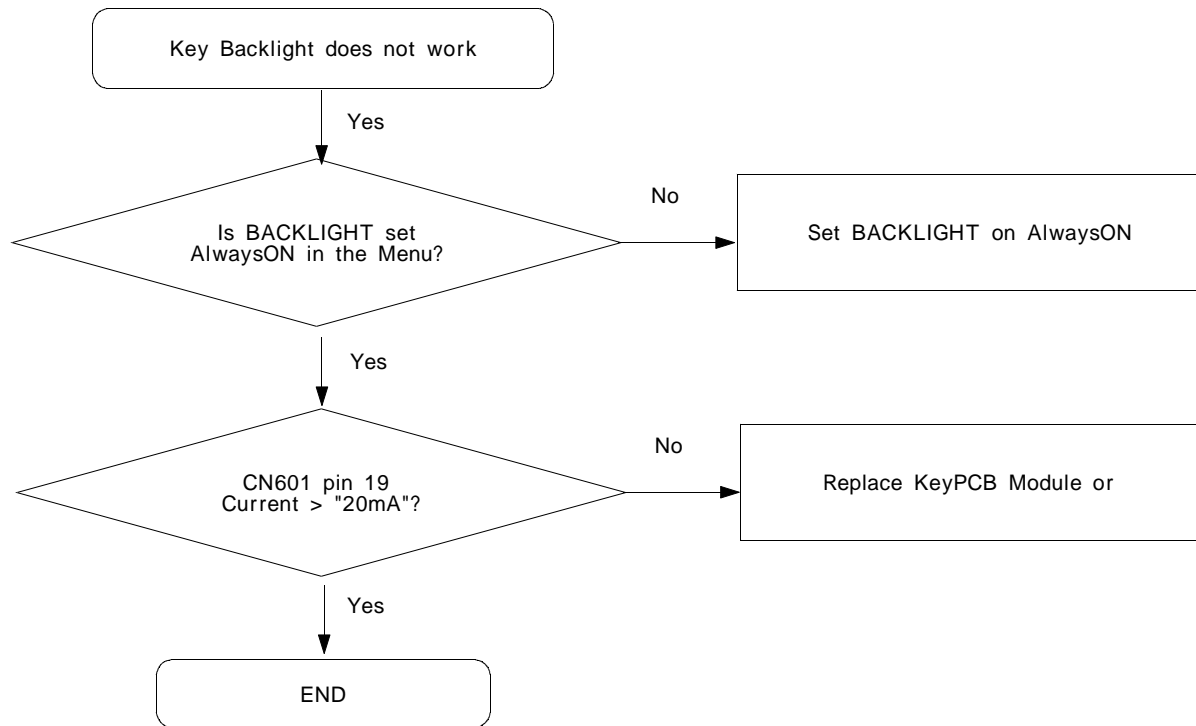 Key Backlight does not work
Yes
Is BACKLIGHT set
AlwaysON in the Menu?
No
Set BACKLIGHT on AlwaysON
Yes
CN601 pin 19
Current > "20mA"?
No
Replace KeyPCB Module or
Yes
END